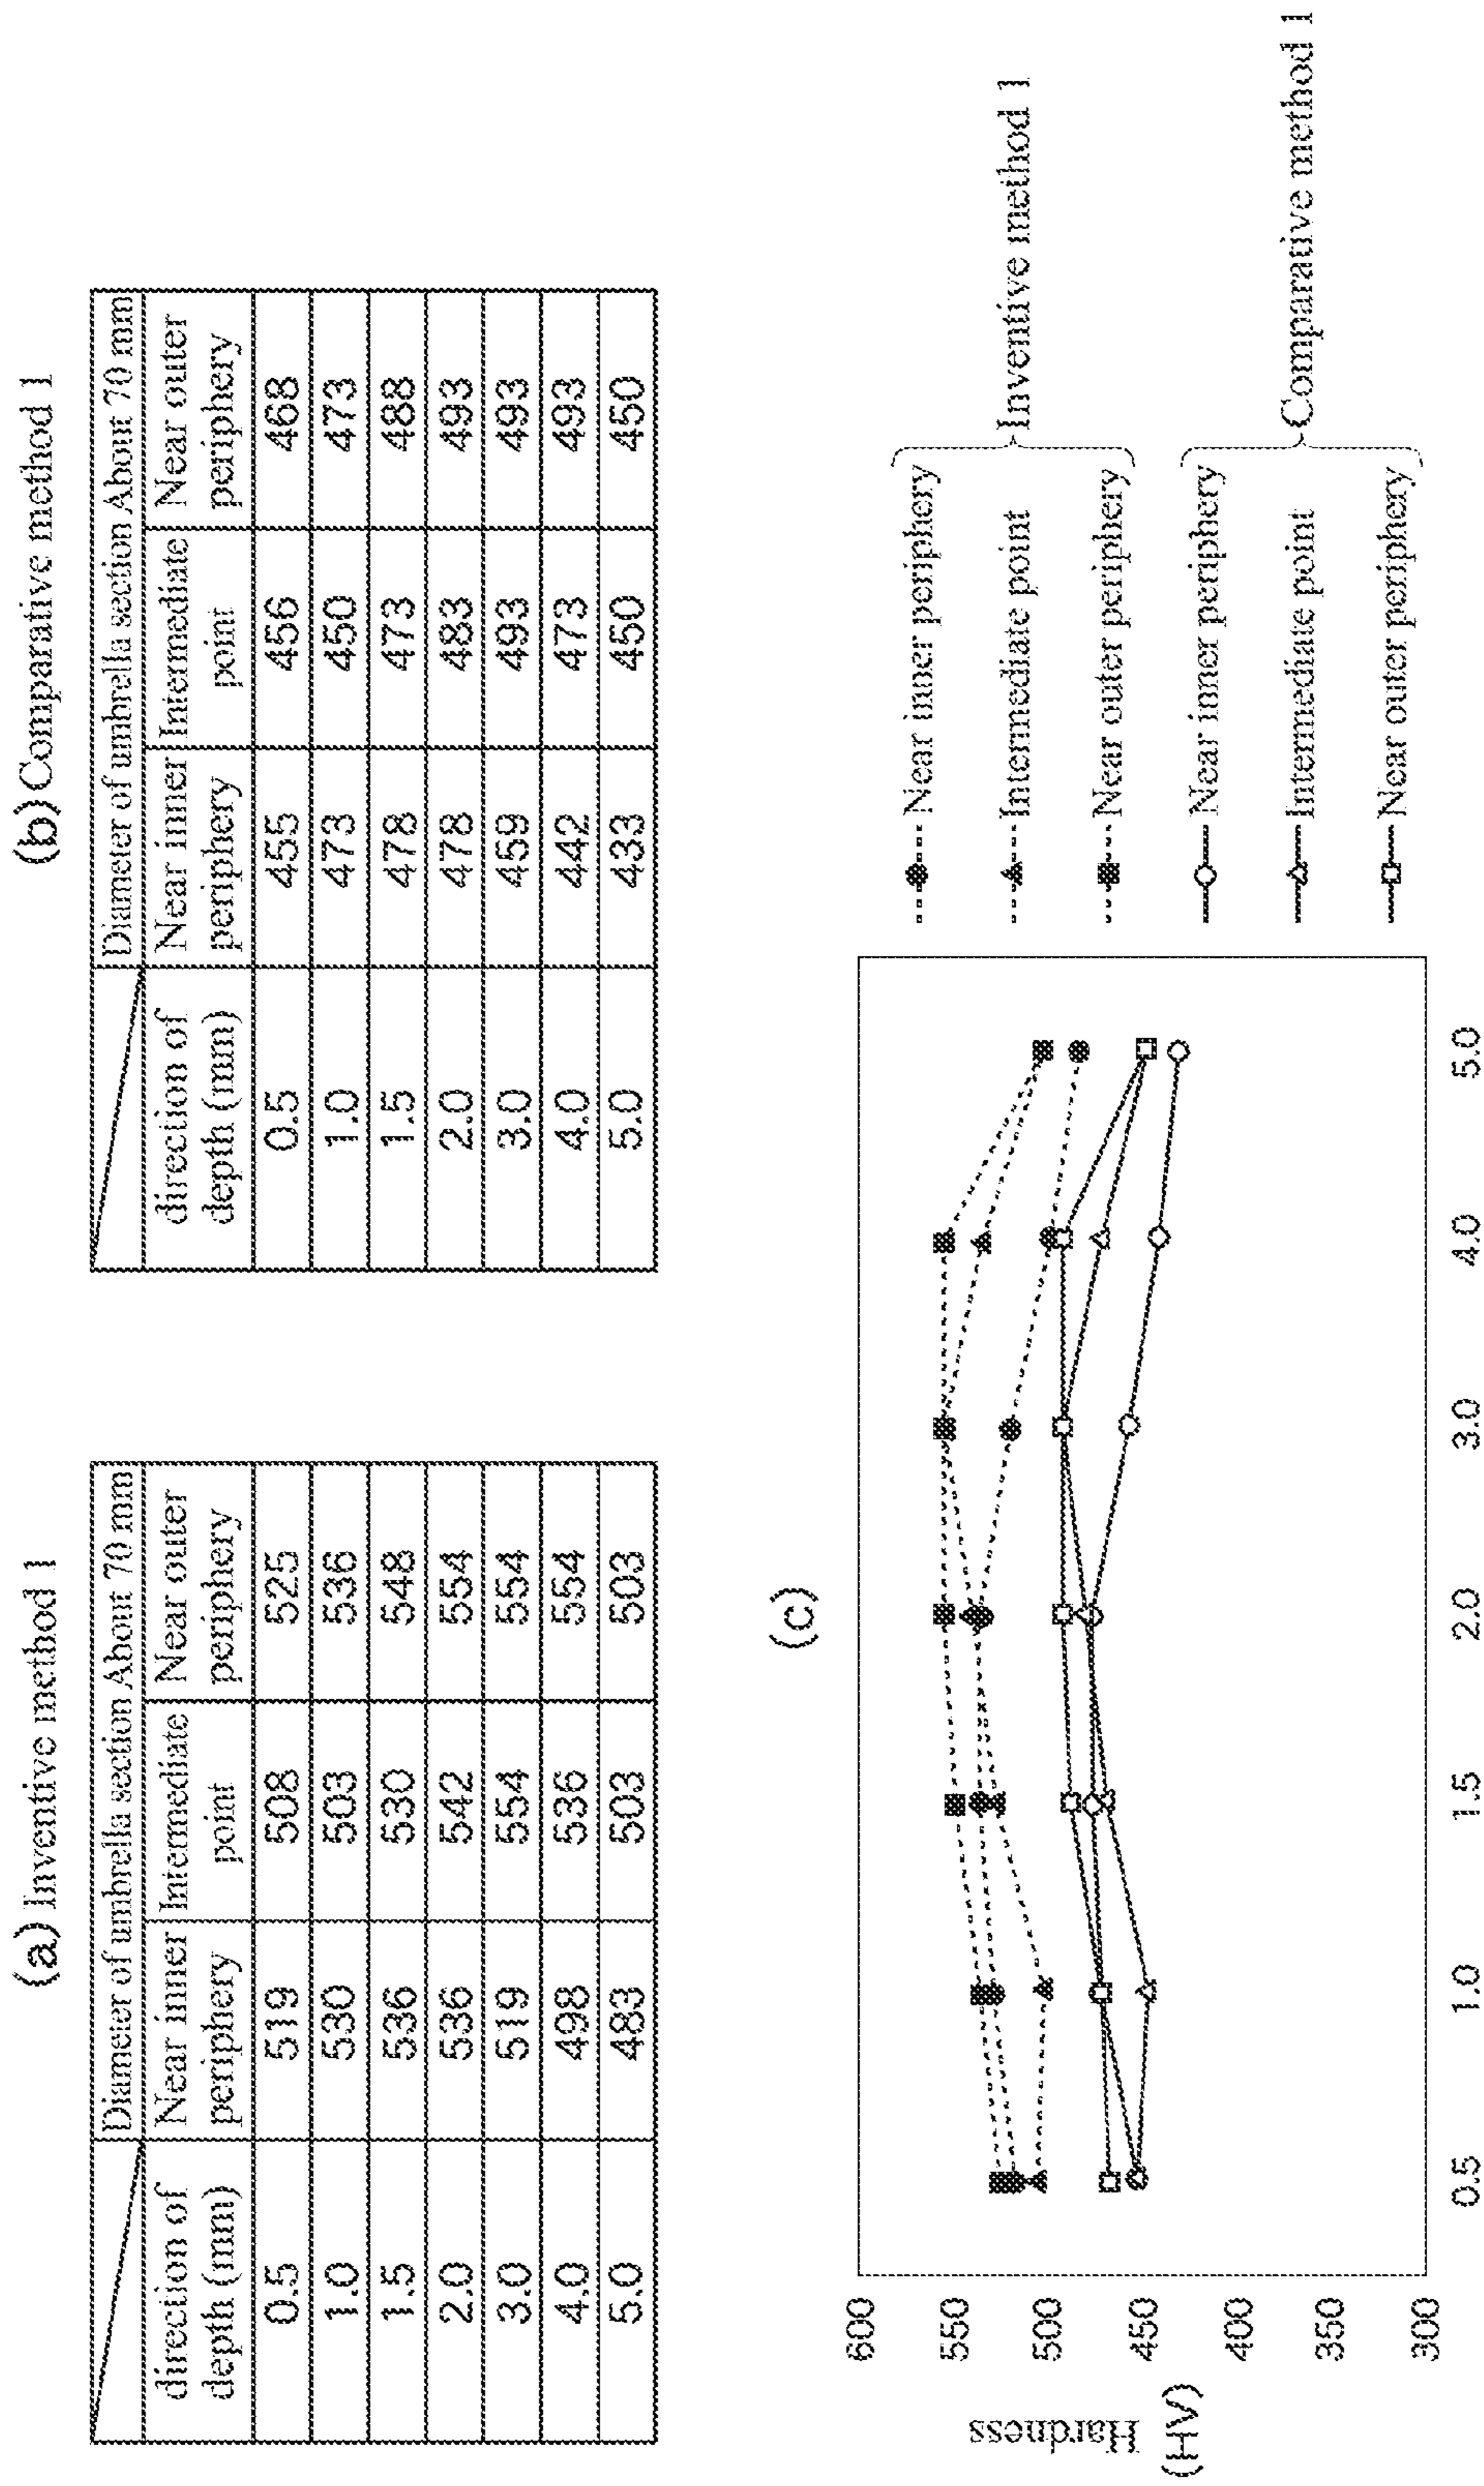 (a) Inventive method 1
Diameter of umbrella section About 70 mm
direction of depth (mm) Near inner periphery Intermediate point Near outer periphery
0.5 519 508 525
1.0 530 503 536
1.5 536 530 548
2.0 536 542 554
3.0 519 554 554
4.0 498 536 554
5.0 483 503 503
(b) Comparative method 1
Diameter of umbrella section About 70 mm
direction of depth (mm) Near inner periphery Intermediate point Near outer periphery
0.5 455 456 468
1.0 473 450 473
1.5 478 473 488
2.0 478 483 493
3.0 459 493 493
4.0 442 473 493
5.0 433 450 450
(c)
Hardness
(HV)
600
550
500
450
400
350
300
0.5 1.0 1.5 2.0 3.0 4.0 5.0
Near inner periphery
Intermediate point
Near outer periphery
Inventive method 1
Near inner periphery
Intermediate point
Near outer periphery
Comparative method 1